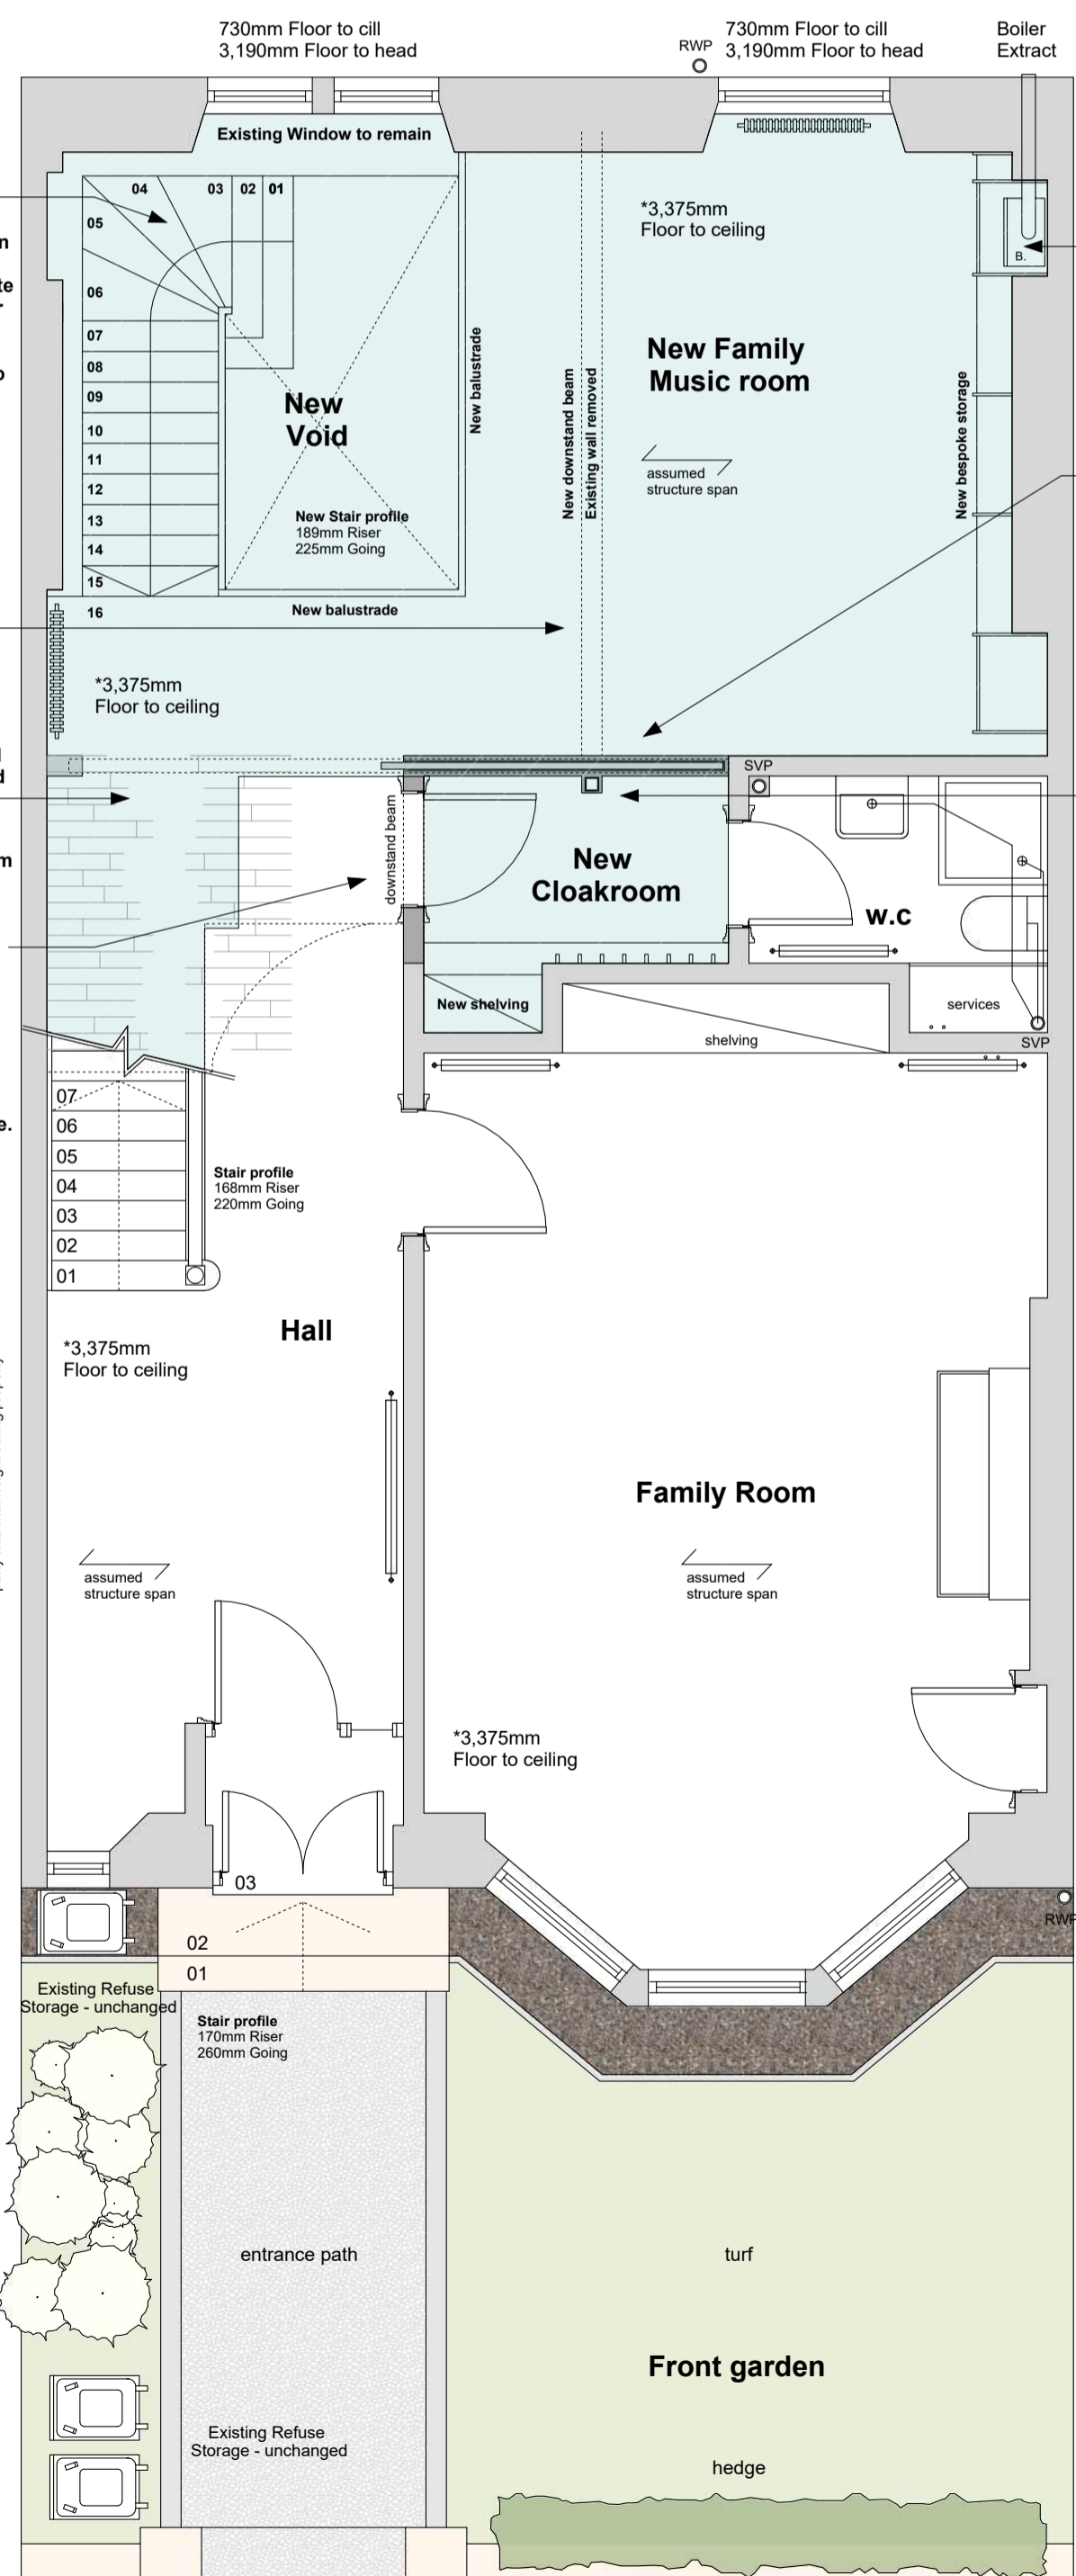 730mm Floor to cill
3,190mm Floor to head
RWP
730mm Floor to cill
3,190mm Floor to head
Boiler
Extract
Existing Window to remain
04
03
02
01
05
06
07
08
09
10
11
12
13
14
15
16
*3,375mm
Floor to ceiling
B.
New Family
Music room
New
Void
New balustrade
New downstand beam
Existing wall removed
New bespoke storage
assumed
structure span
New Stair profile
189mm Riser
225mm Going
New balustrade
*3,375mm
Floor to ceiling
SVP
downstand beam
New
Cloakroom
w.c
New shelving
shelving
services
SVP
07
06
05
04
03
02
01
Stair profile
168mm Riser
220mm Going
Hall
*3,375mm
Floor to ceiling
Family Room
assumed
structure span
assumed
structure span
*3,375mm
Floor to ceiling
03
02
01
RWP
Existing Refuse
Storage - unchanged
Stair profile
170mm Riser
260mm Going
entrance path
turf
Front garden
Existing Refuse
Storage - unchanged
hedge